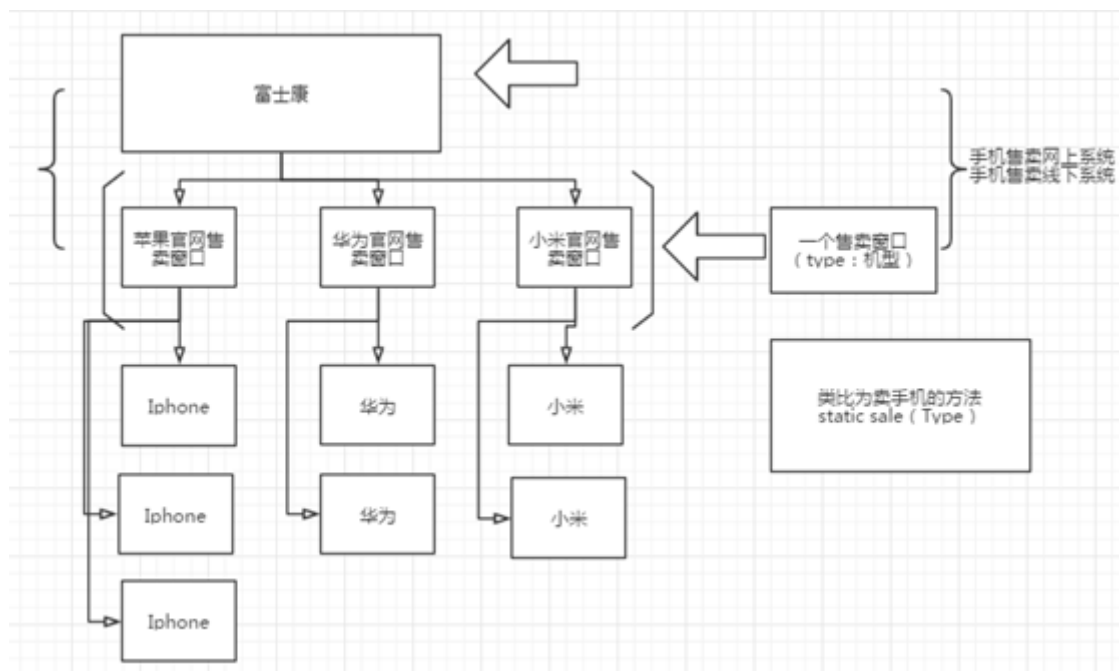 富士康
手机售卖网上系统
手机售卖线下系统
苹果官网售
卖窗口
华为官网售
卖窗口
小米官网售
卖窗口
一个售卖窗口
(type:机型)
Iphone
华为
小米
类比为卖手机的方法
static sale(Type)
Iphone
华为
小米
Iphone